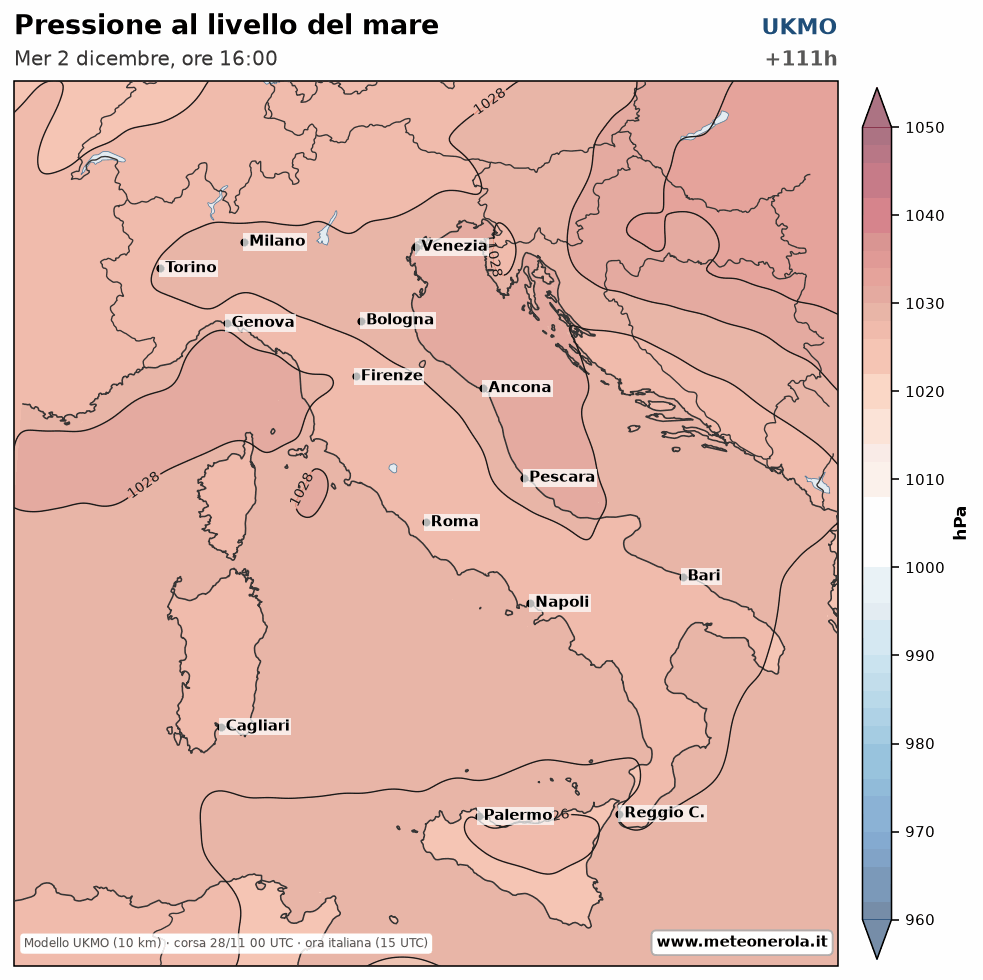 Pressione al livello del mare
UKMO
Mer 2 dicembre, ore 16:00
+111h
1028
Milano
Venezia
1028
Torino
Genova
Bologna
Firenze
Ancona
Pescara
1028
1028
Roma
Bari
Napoli
Cagliari
Palermo
26
Reggio C.
1050
1040
1030
1020
1010
1000
990
980
970
960
hPa
Modello UKMO (10 km) · corsa 28/11 00 UTC · ora italiana (15 UTC)
www.meteonerola.it